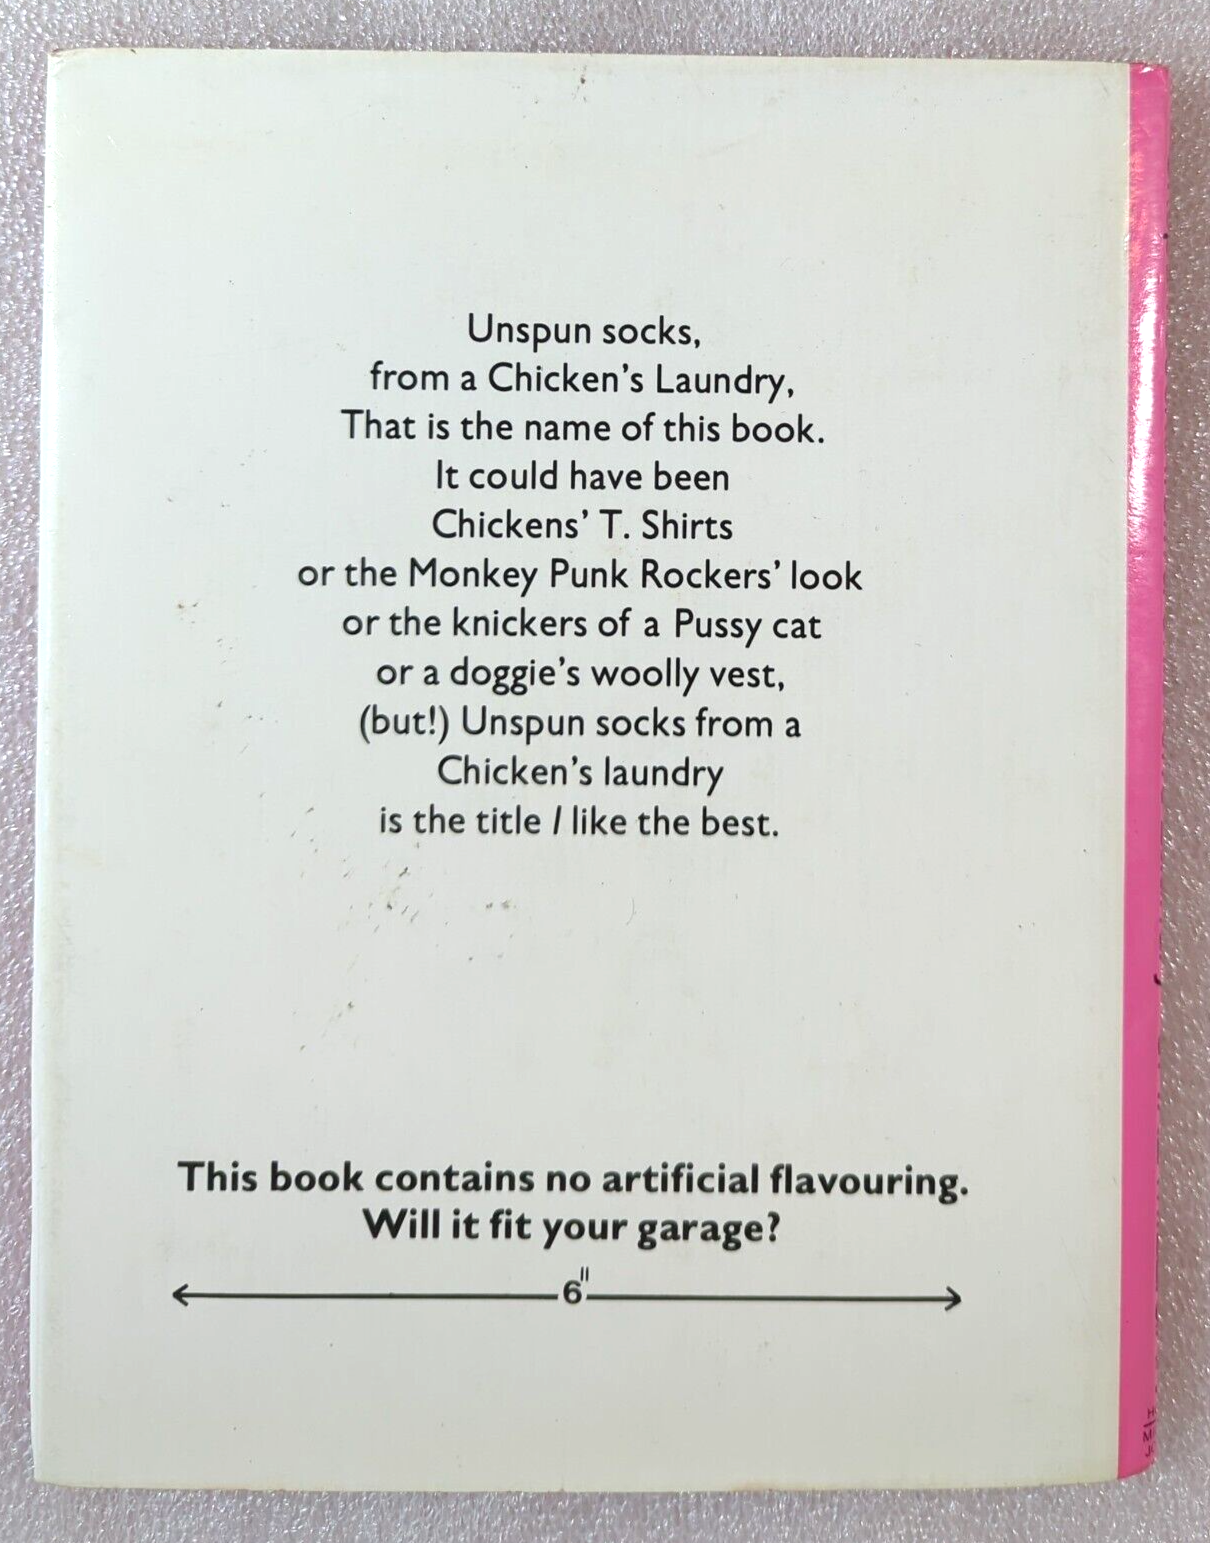 Unspun socks,
from a Chicken's Laundry,
That is the name of this book.
It could have been
Chickens' T. Shirts
or the Monkey Punk Rockers' look
or the knickers of a Pussy cat
or a doggie's woolly vest,
(but!) Unspun socks from a
Chicken's laundry
is the title I like the best.
This book contains no artificial flavouring.
Will it fit your garage?
6"